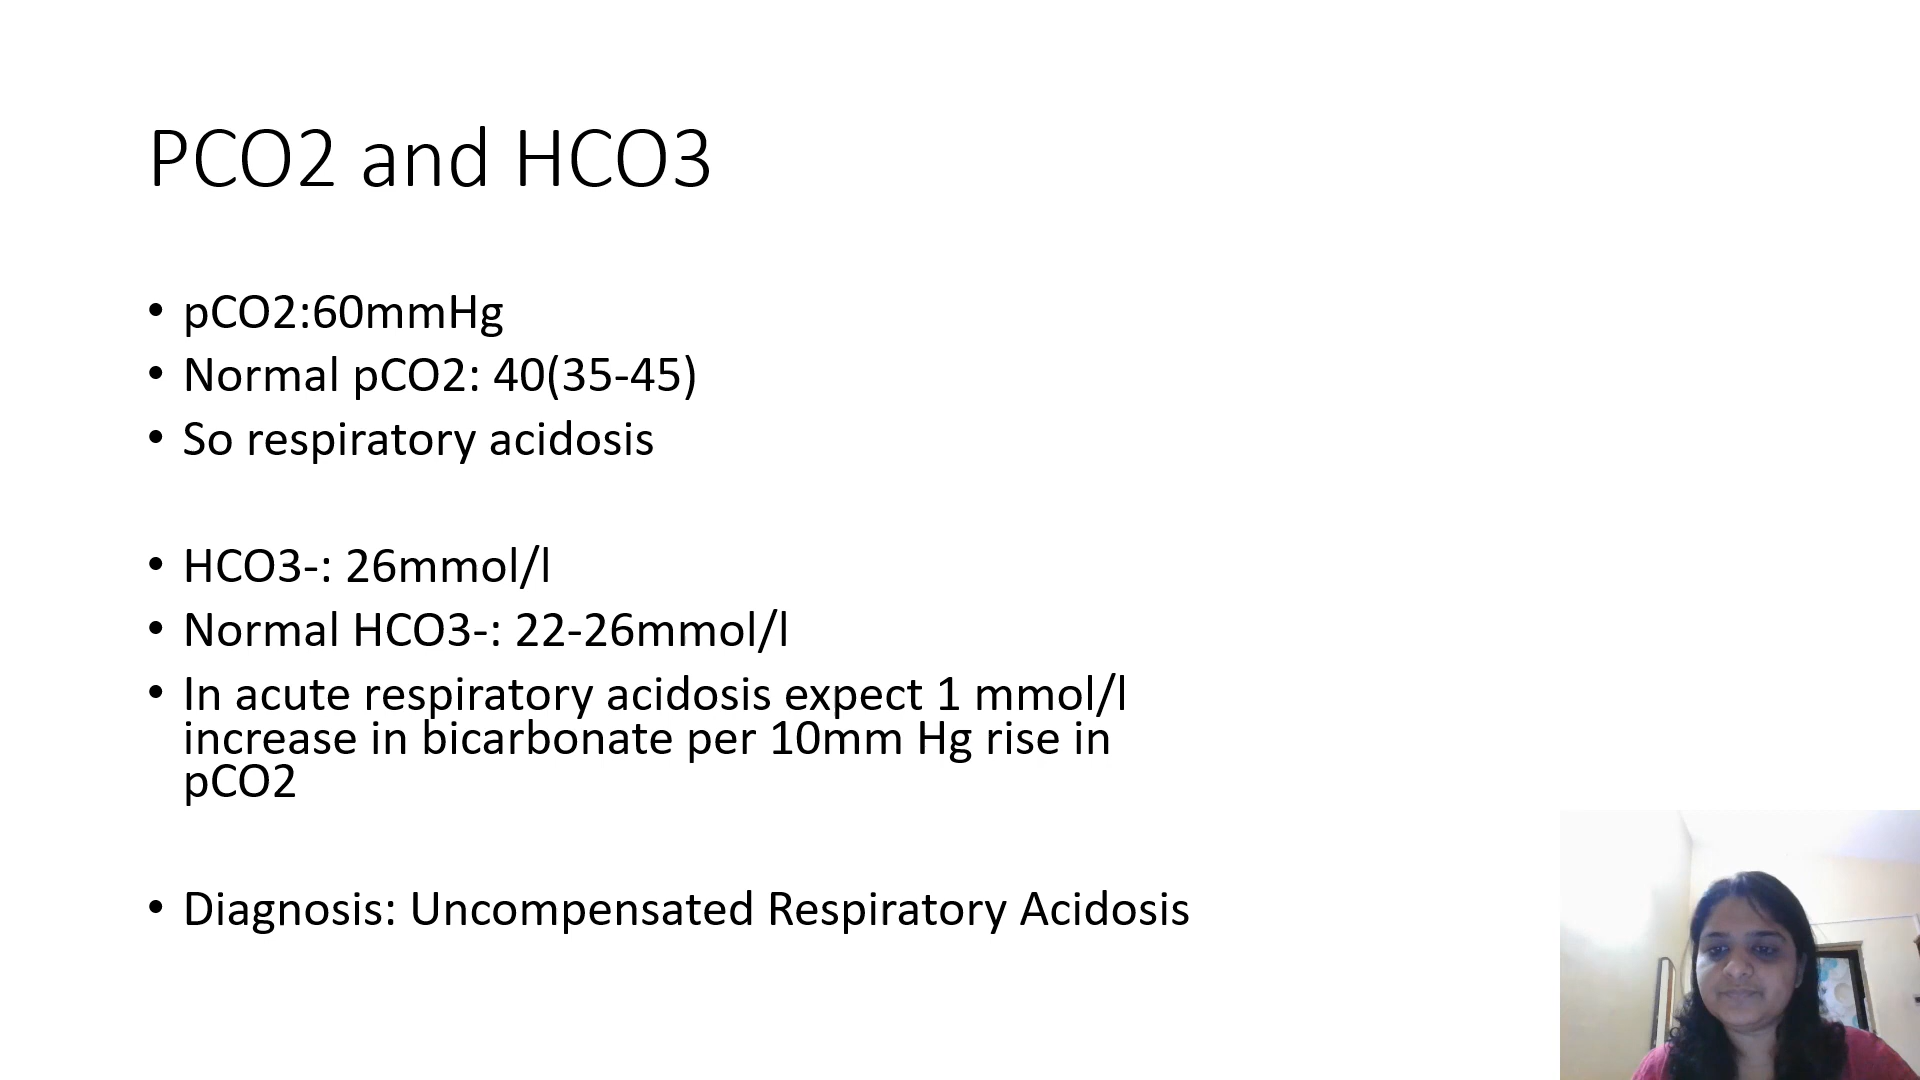 PCO2 and HCO3
• pCO2:60mmHg
• Normal pCO2: 40(35-45)
• So respiratory acidosis
• HCO3-: 26mmol/l
• Normal HCO3-: 22-26mmol/l
• In acute respiratory acidosis expect 1 mmol/l
increase in bicarbonate per 10mm Hg rise in
pCO2
• Diagnosis: Uncompensated Respiratory Acidosis